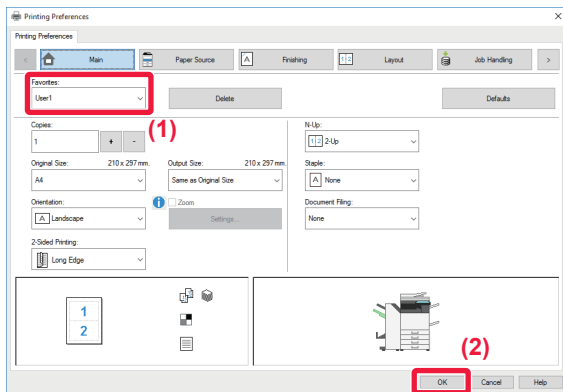 Printing Preferences
Printing Preferences
Main
Paper Source
Finishing
Layout
Job Handling
Favorites:
User1
Delete
Defaults
(1)
Copies:
1
+ -
N-Up:
2-Up
Original Size: 210 x 297 mm.
A4
Output Size: 210 x 297 mm.
Same as Original Size
Staple:
None
Orientation:
Landscape
Zoom
Settings...
Document Filing:
None
2-Sided Printing:
Long Edge
1
2
(2)
OK
Cancel
Help